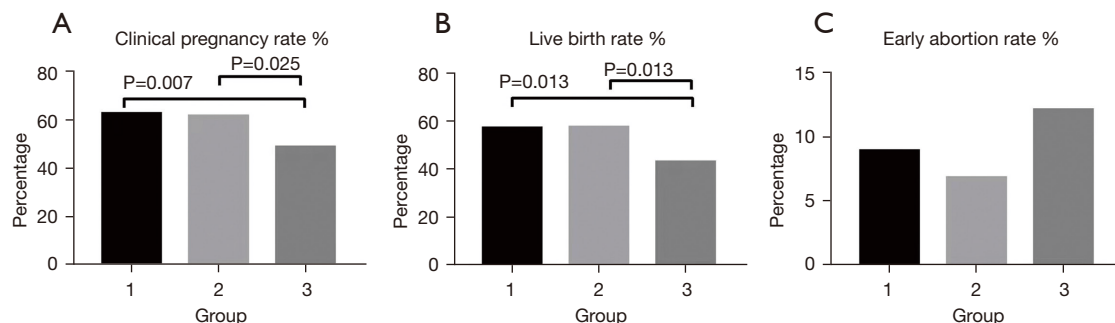 A
Clinical pregnancy rate %
P=0.025
P=0.007
80
60
40
20
0
Percentage
1 2 3
Group
B
Live birth rate %
P=0.013
P=0.013
80
60
40
20
0
Percentage
1 2 3
Group
C
Early abortion rate %
15
10
5
0
Percentage
1 2 3
Group